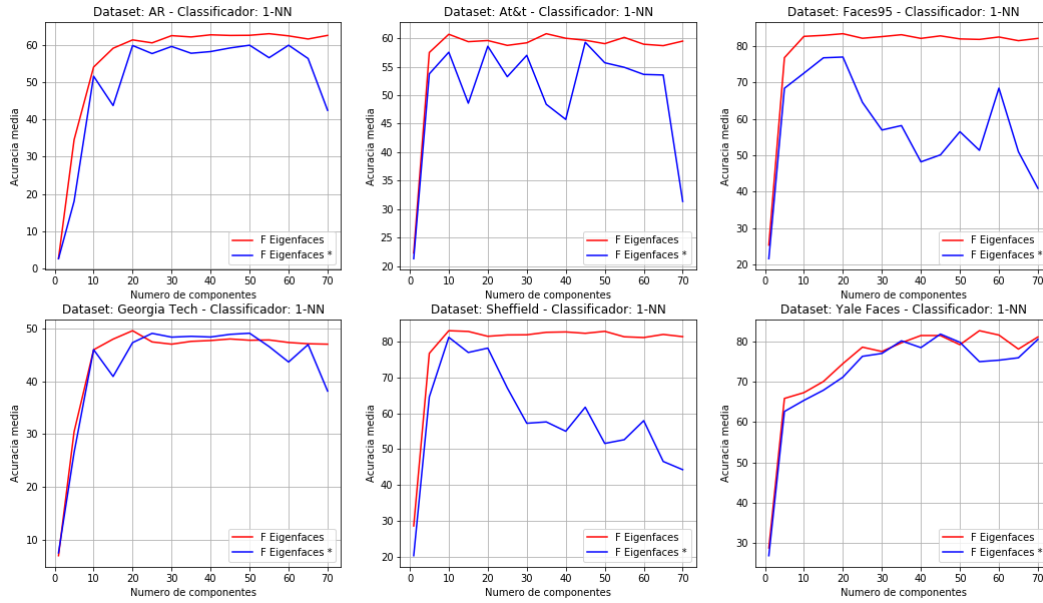 Dataset: AR - Classificador: 1-NN
Acuracia media
60
50
40
30
20
10
0
F Eigenfaces
F Eigenfaces *
0 10 20 30 40 50 60 70
Numero de componentes
Dataset: At&t - Classificador: 1-NN
Acuracia media
60
55
50
45
40
35
30
25
20
F Eigenfaces
F Eigenfaces *
0 10 20 30 40 50 60 70
Numero de componentes
Dataset: Faces95 - Classificador: 1-NN
Acuracia media
80
70
60
50
40
30
20
F Eigenfaces
F Eigenfaces *
0 10 20 30 40 50 60 70
Numero de componentes
Dataset: Georgia Tech - Classificador: 1-NN
Acuracia media
50
40
30
20
10
F Eigenfaces
F Eigenfaces *
0 10 20 30 40 50 60 70
Numero de componentes
Dataset: Sheffield - Classificador: 1-NN
Acuracia media
80
70
60
50
40
30
20
F Eigenfaces
F Eigenfaces *
0 10 20 30 40 50 60 70
Numero de componentes
Dataset: Yale Faces - Classificador: 1-NN
Acuracia media
80
70
60
50
40
30
F Eigenfaces
F Eigenfaces *
0 10 20 30 40 50 60 70
Numero de componentes